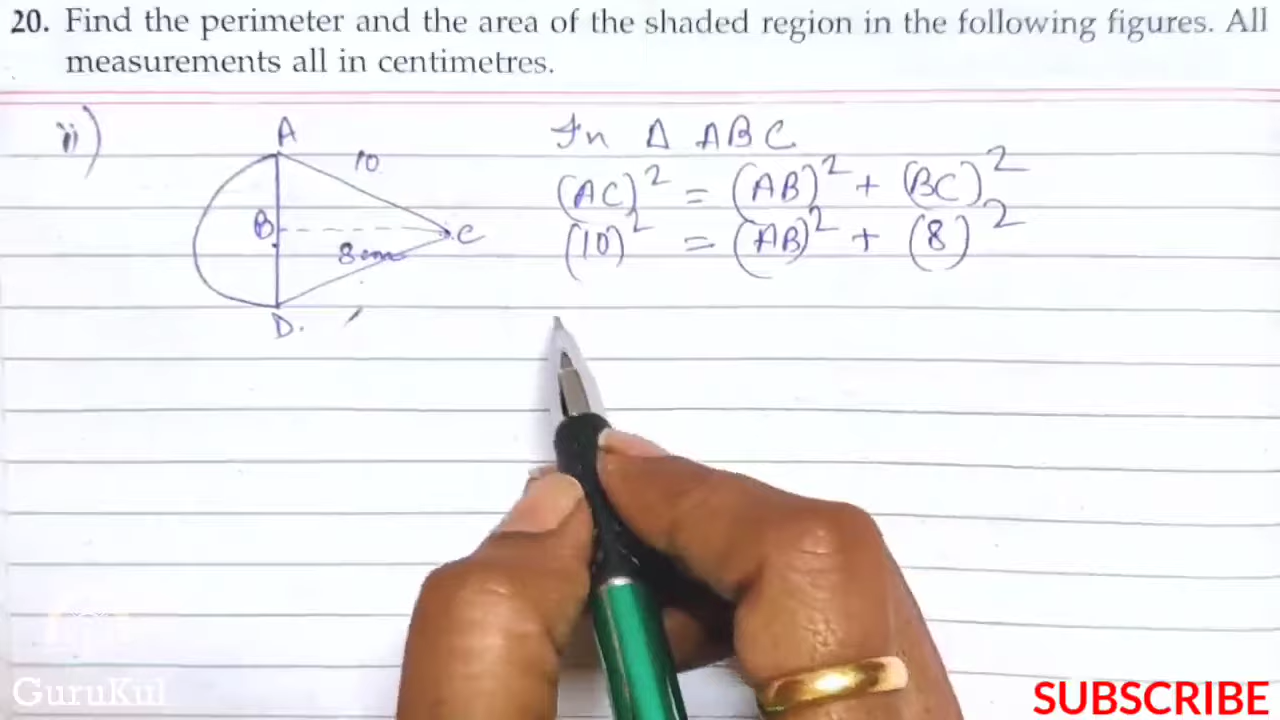 20. Find the perimeter and the area of the shaded region in the following figures. All
measurements all in centimetres.
ii)
A
10
B
C
8cm
D.
In Δ ABC
(AC)² = (AB)² + (BC)²
(10)² = (AB)² + (8)²
GuruKul
SUBSCRIBE